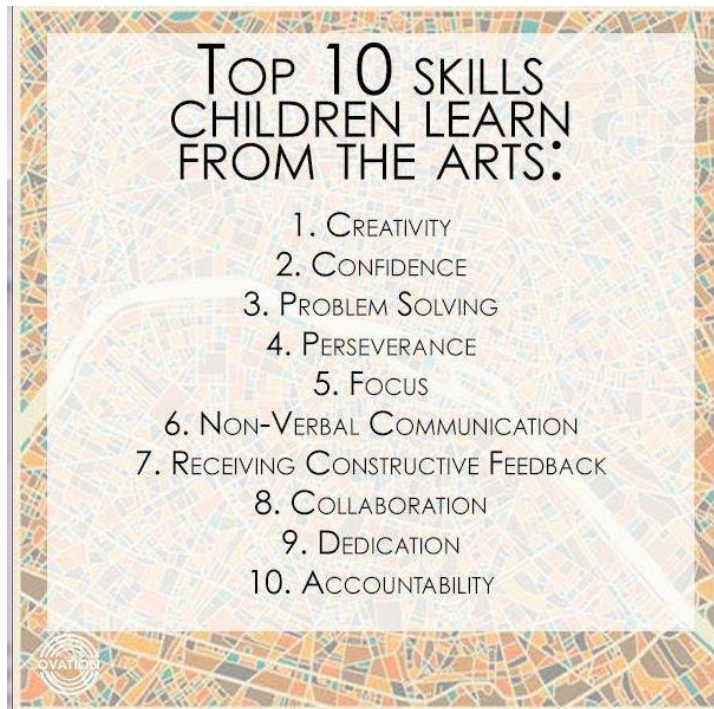 Top 10 skills
children learn
from the arts:
1. Creativity
2. Confidence
3. Problem Solving
4. Perseverance
5. Focus
6. Non-Verbal Communication
7. Receiving Constructive Feedback
8. Collaboration
9. Dedication
10. Accountability
OVATION